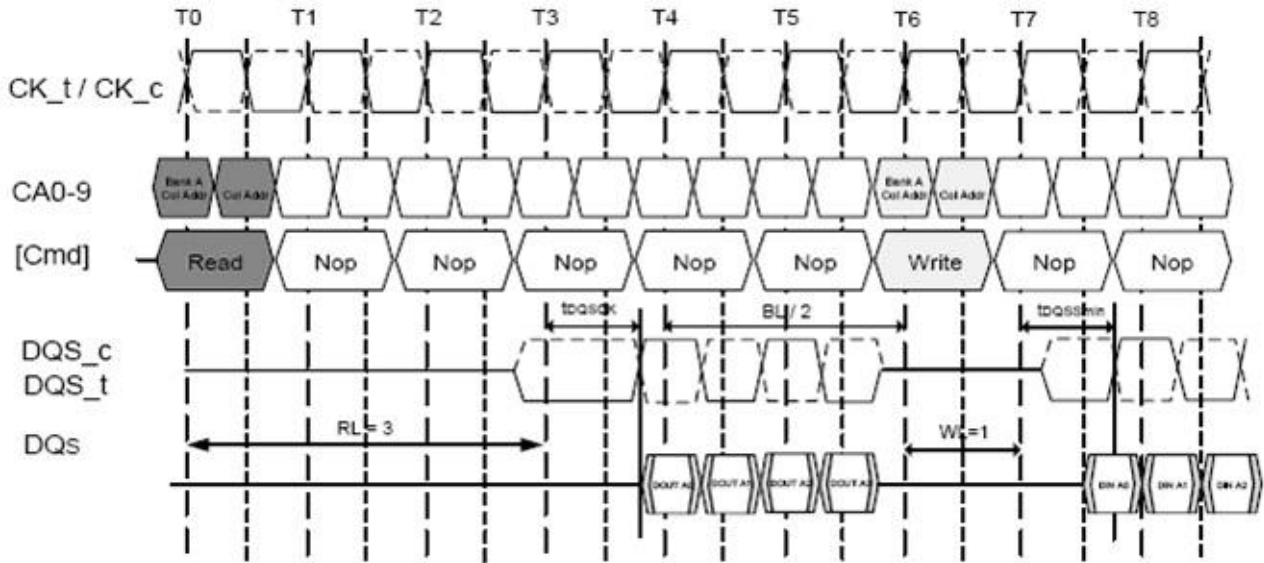 T0 T1 T2 T3 T4 T5 T6 T7 T8
CK_t / CK_c
CA0-9
Bank A
Col Addr
Col Addr
Bank A
Col Addr
Col Addr
[Cmd]
Read Nop Nop Nop Nop Nop Write Nop Nop
tDQSCK
BL / 2
tDQSSmin
DQS_c
DQS_t
RL = 3
WL=1
DQs
DOUT A0 DOUT A1 DOUT A2 DOUT A3
DIN A0 DIN A1 DIN A2